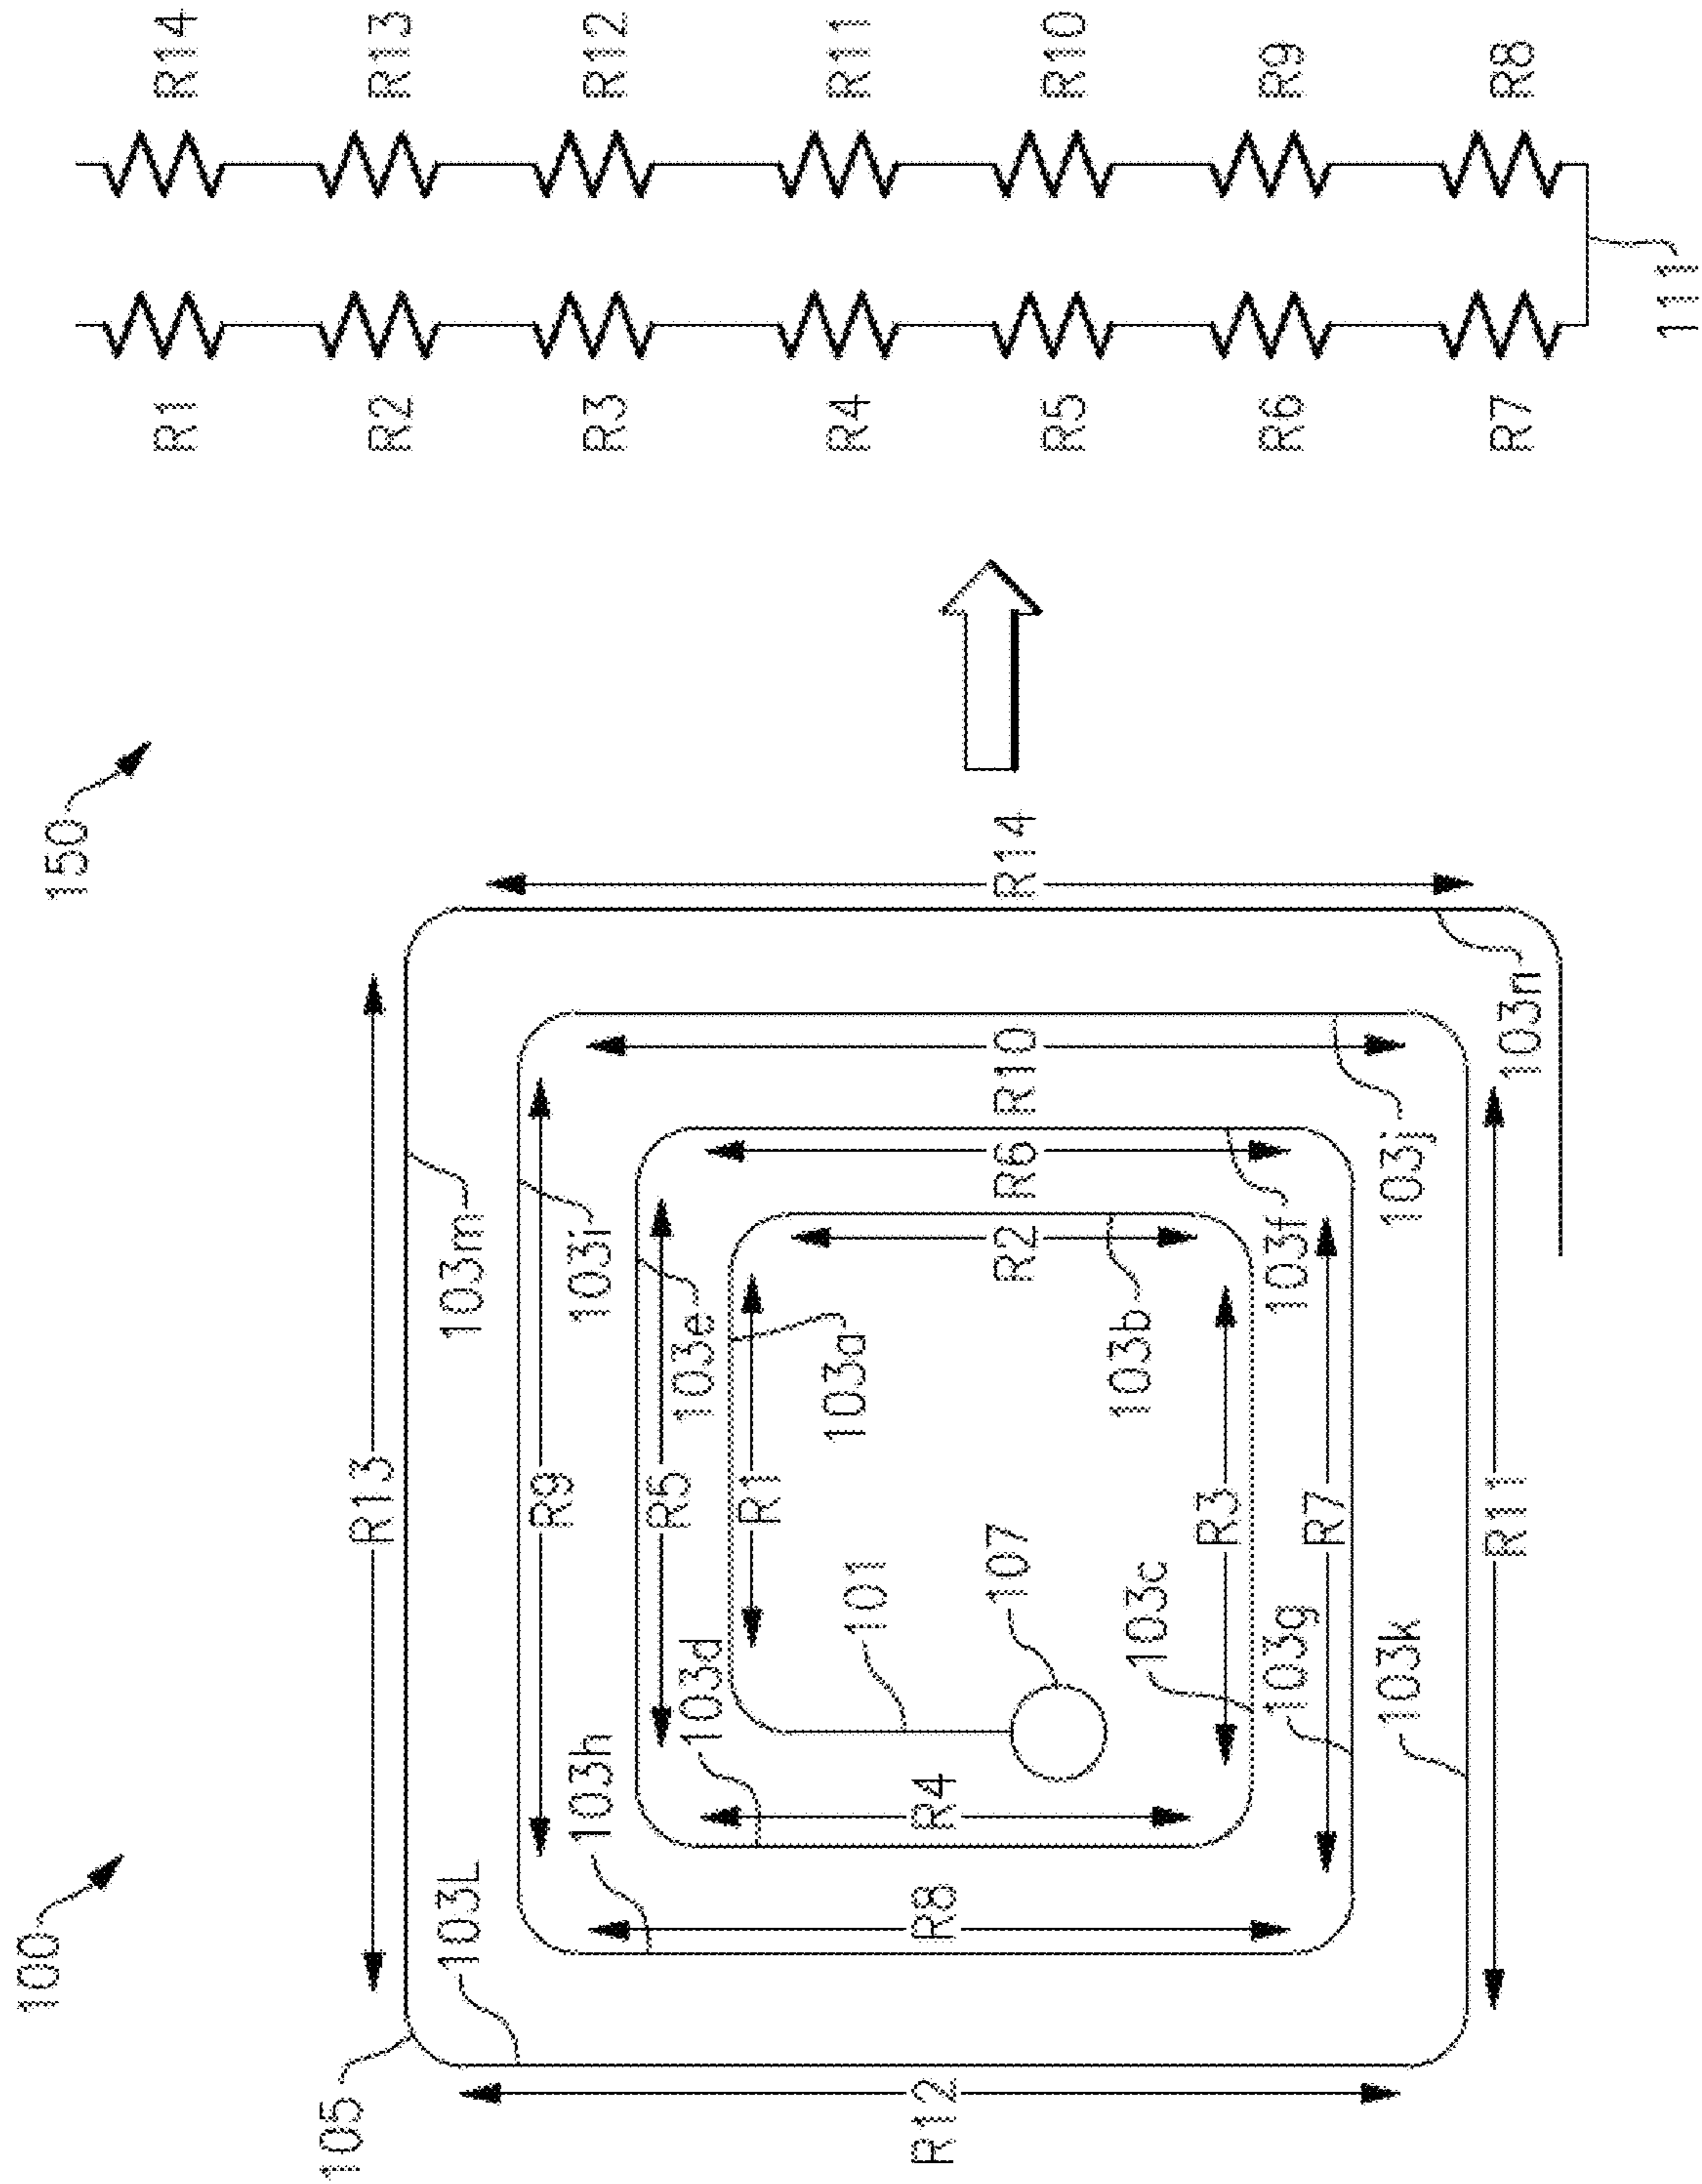 100
150
105
103L
R13
103m
R9
103i
103h
R5
103e
103d
R1
103a
101
107
R12
R8
R4
R2
R6
R10
R14
103b
103c
R3
103f
103g
R7
103j
103k
R11
103n
R1
R14
R2
R13
R3
R12
R4
R11
R5
R10
R6
R9
R7
R8
111